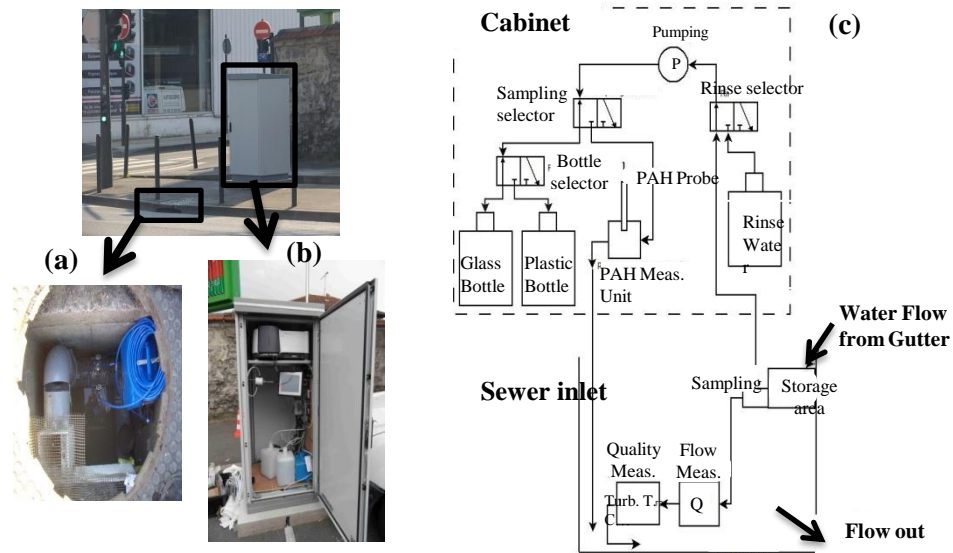 (a)
(b)
Cabinet
(c)
Pumping
P
Sampling
selector
Rinse selector
Bottle
selector
PAH Probe
Glass
Bottle
Plastic
Bottle
PAH Meas.
Unit
Rinse
Wate
r
Water Flow
from Gutter
Sewer inlet
Sampling
Storage
area
Quality
Meas.
Flow
Meas.
Turb. T.
C
Q
Flow out